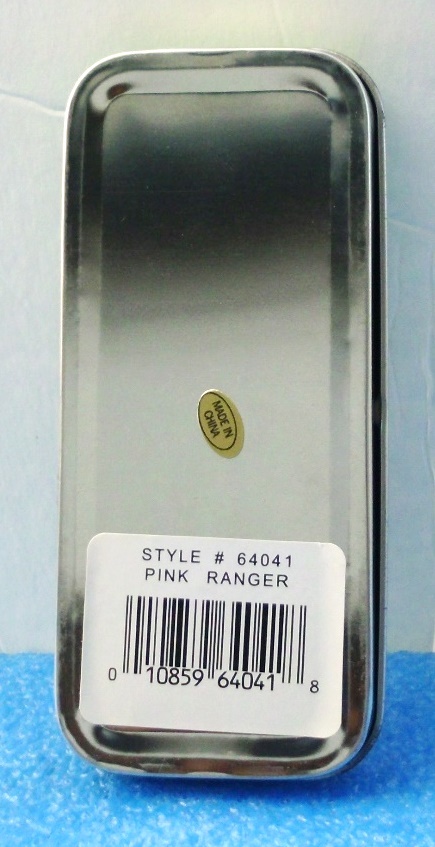 MADE IN
CHINA
STYLE # 64041
PINK RANGER
0 10859 64041 8